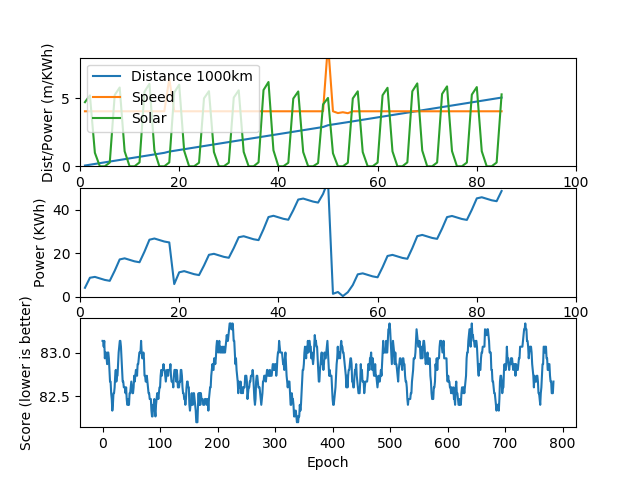 Dist/Power (m/KWh)
5
0
Distance 1000km
Speed
Solar
0 20 40 60 80 100
Power (KWh)
40
20
0
0 20 40 60 80 100
Score (lower is better)
83.0
82.5
0 100 200 300 400 500 600 700 800
Epoch